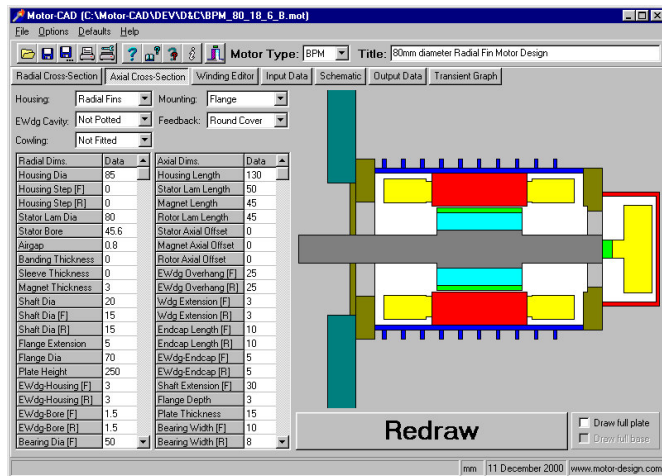 Motor-CAD (C:\Motor-CAD\DEV\D&C\BPM_80_18_6_B.mot)
File Options Defaults Help
Motor Type: BPM Title: 80mm diameter Radial Fin Motor Design
Radial Cross-Section Axial Cross-Section Winding Editor Input Data Schematic Output Data Transient Graph
Housing: Radial Fins Mounting: Flange
EWdg Cavity: Not Potted Feedback: Round Cover
Cowling: Not Fitted
Radial Dims. Data Axial Dims. Data
Housing Dia 85 Housing Length 130
Housing Step [F] 0 Stator Lam Length 50
Housing Step [R] 0 Magnet Length 45
Stator Lam Dia 80 Rotor Lam Length 45
Stator Bore 45.6 Stator Axial Offset 0
Airgap 0.8 Magnet Axial Offset 0
Banding Thickness 0 Rotor Axial Offset 0
Sleeve Thickness 0 EWdg Overhang [F] 25
Magnet Thickness 3 EWdg Overhang [R] 25
Shaft Dia 20 Wdg Extension [F] 3
Shaft Dia [F] 15 Wdg Extension [R] 3
Shaft Dia [R] 15 Endcap Length [F] 10
Flange Extension 5 Endcap Length [R] 10
Flange Dia 70 EWdg-Endcap [F] 5
Plate Height 250 EWdg-Endcap [R] 5
EWdg-Housing [F] 3 Shaft Extension [F] 30
EWdg-Housing [R] 3 Flange Depth 3
EWdg-Bore [F] 1.5 Plate Thickness 15
EWdg-Bore [R] 1.5 Bearing Width [F] 10
Bearing Dia [F] 50 Bearing Width [R] 8
Redraw
Draw full plate
Draw full base
mm 11 December 2000 www.motor-design.com